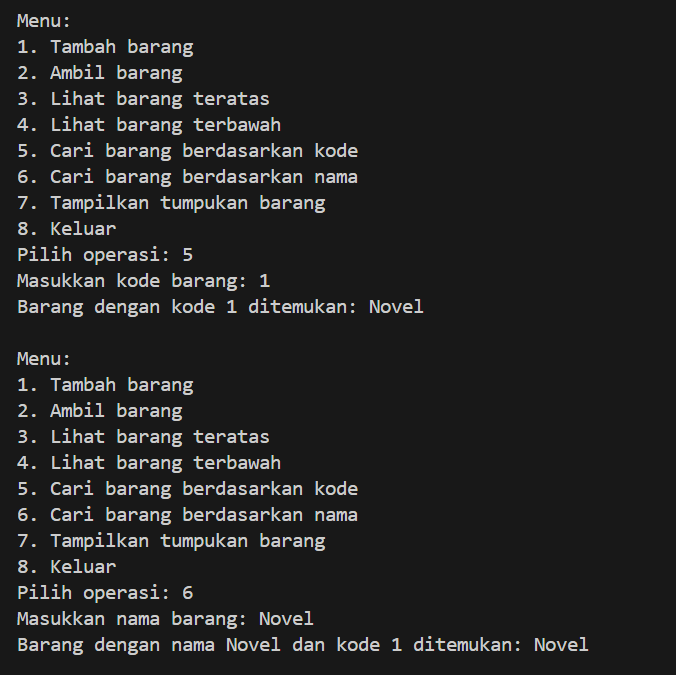 Menu:
1. Tambah barang
2. Ambil barang
3. Lihat barang teratas
4. Lihat barang terbawah
5. Cari barang berdasarkan kode
6. Cari barang berdasarkan nama
7. Tampilkan tumpukan barang
8. Keluar
Pilih operasi: 5
Masukkan kode barang: 1
Barang dengan kode 1 ditemukan: Novel
Menu:
1. Tambah barang
2. Ambil barang
3. Lihat barang teratas
4. Lihat barang terbawah
5. Cari barang berdasarkan kode
6. Cari barang berdasarkan nama
7. Tampilkan tumpukan barang
8. Keluar
Pilih operasi: 6
Masukkan nama barang: Novel
Barang dengan nama Novel dan kode 1 ditemukan: Novel